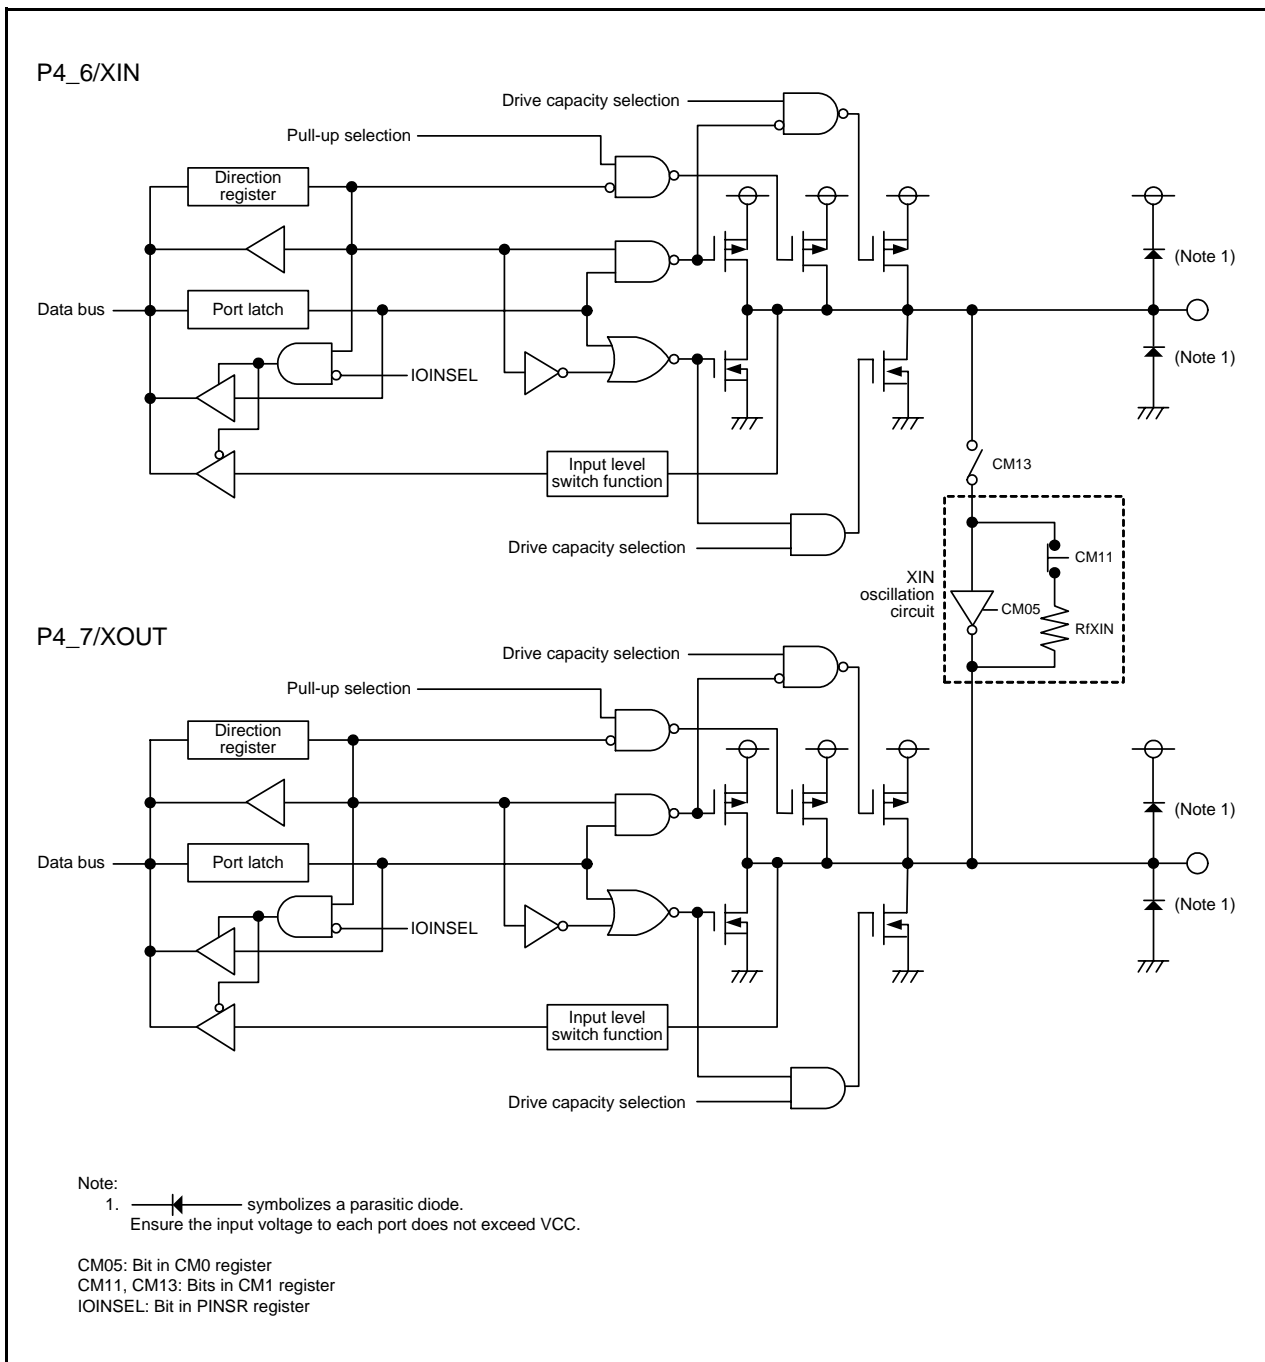 P4_6/XIN
Drive capacity selection
Pull-up selection
Direction
register
(Note 1)
Data bus
Port latch
(Note 1)
IOINSEL
Input level
switch function
CM13
Drive capacity selection
CM11
XIN
oscillation
circuit
CM05
RfXIN
P4_7/XOUT
Drive capacity selection
Pull-up selection
Direction
register
(Note 1)
Data bus
Port latch
(Note 1)
IOINSEL
Input level
switch function
Drive capacity selection
Note:
1. symbolizes a parasitic diode.
Ensure the input voltage to each port does not exceed VCC.
CM05: Bit in CM0 register
CM11, CM13: Bits in CM1 register
IOINSEL: Bit in PINSR register